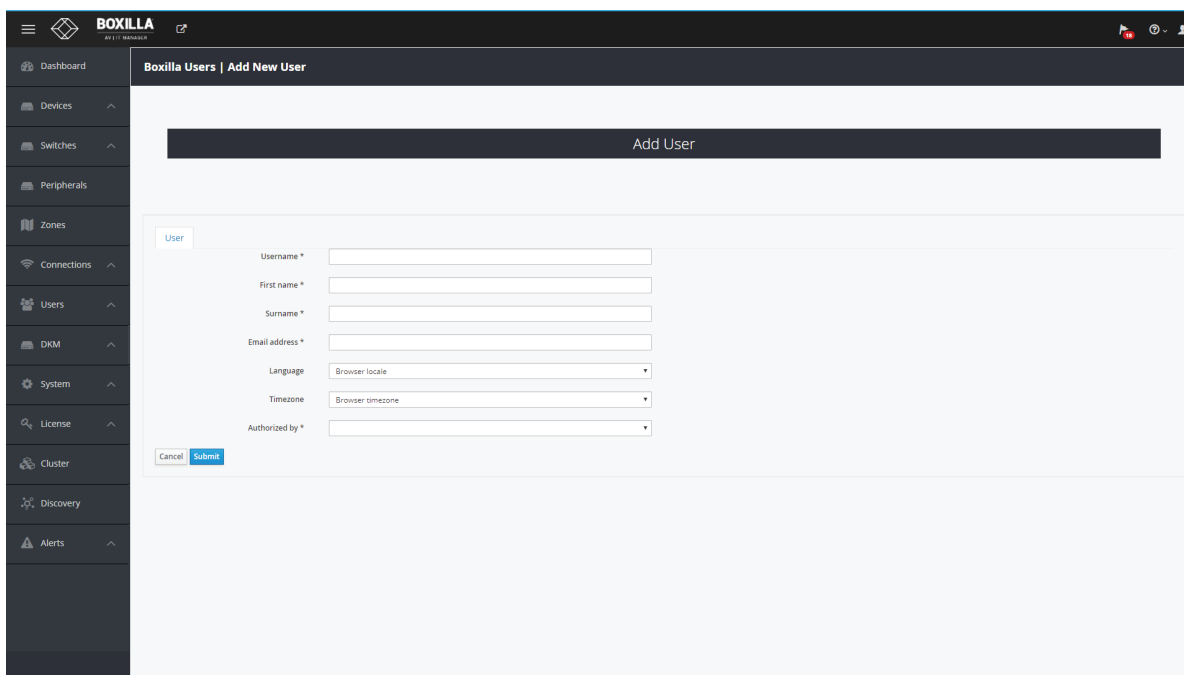 BOXILLA
AV | IT MANAGER
18
Dashboard
Boxilla Users | Add New User
Devices
Switches
Add User
Peripherals
Zones
User
Username *
Connections
First name *
Users
Surname *
DKM
Email address *
Language
Browser locale
System
Timezone
Browser timezone
License
Authorized by *
Cancel
Submit
Cluster
Discovery
Alerts